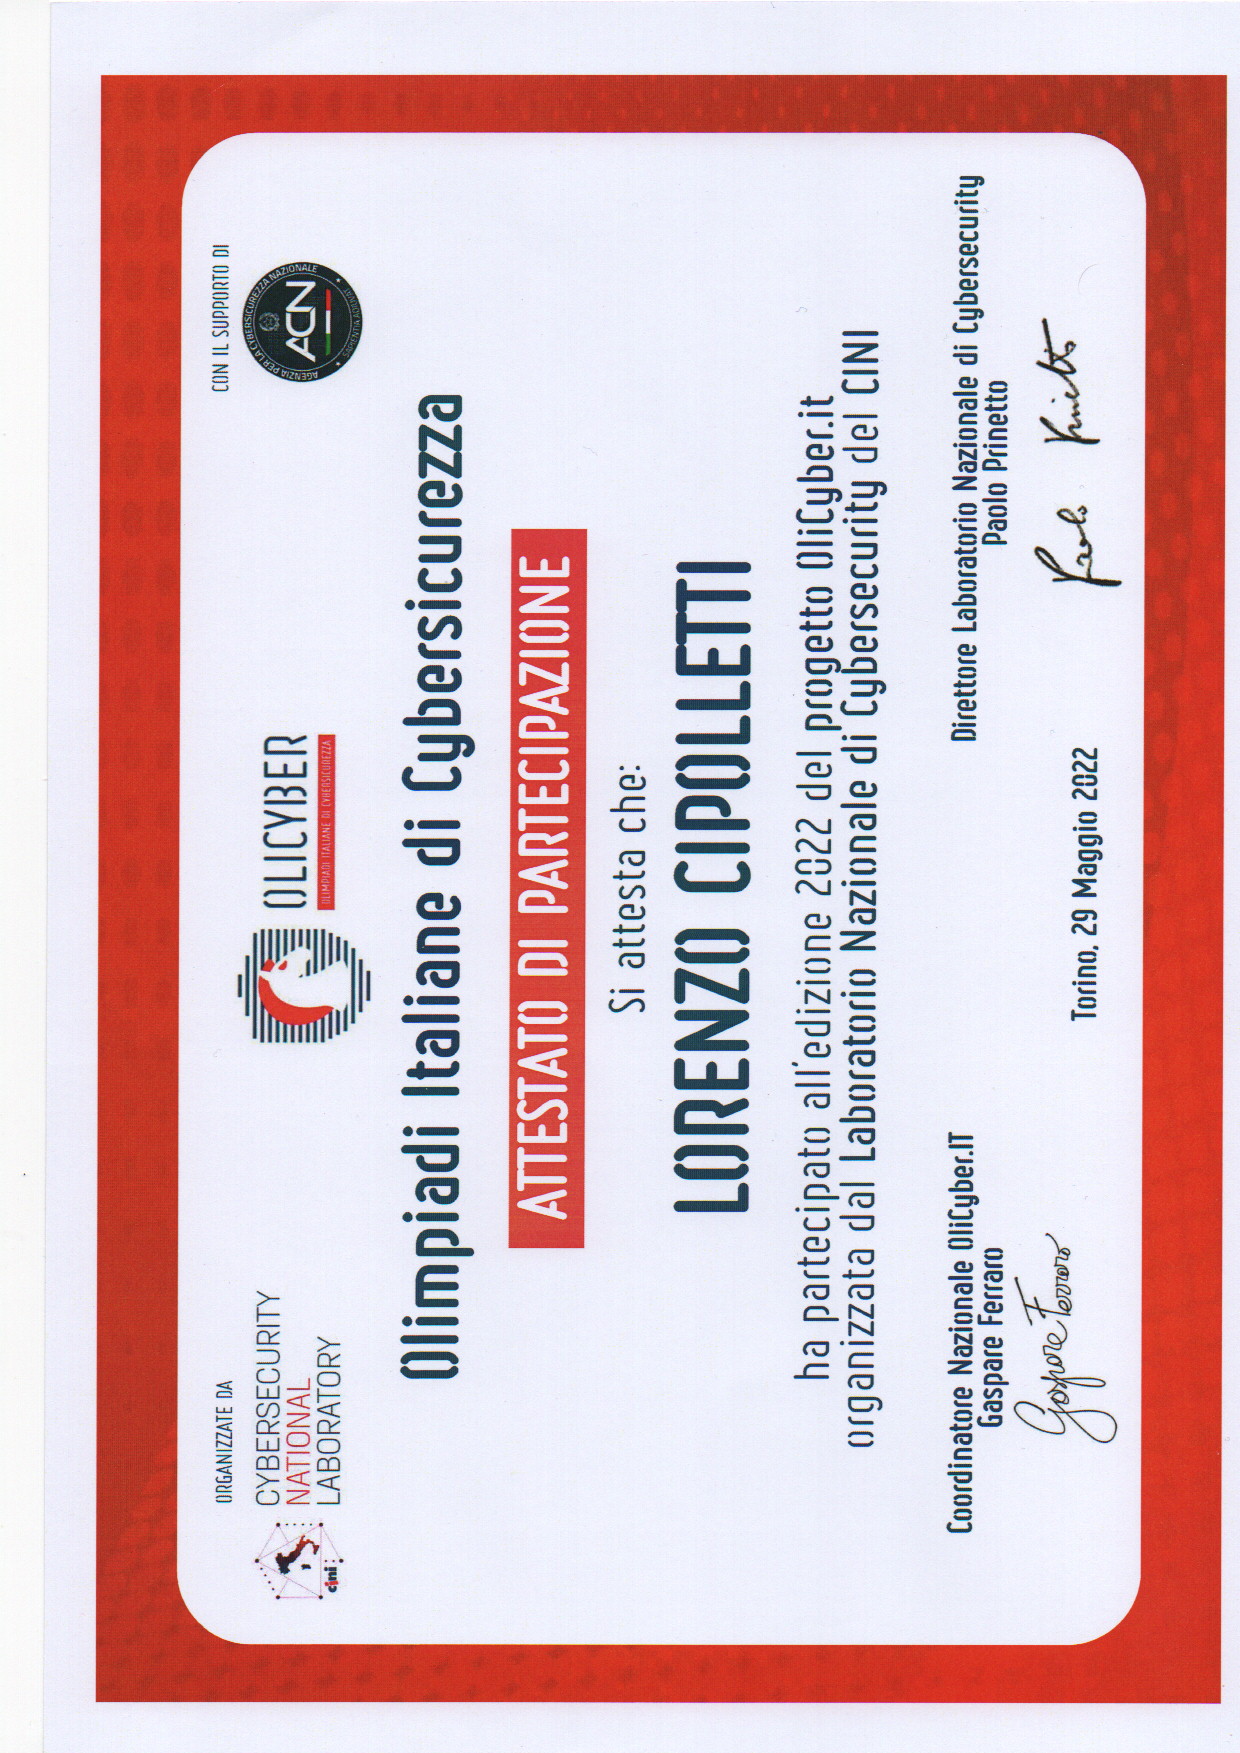 ORGANIZZATE DA
CYBERSECURITY
NATIONAL
LABORATORY
cini
OLICYBER
OLIMPIADI ITALIANE DI CYBERSICUREZZA
CON IL SUPPORTO DI
AGENZIA PER LA CYBERSICUREZZA NAZIONALE
ACN
SAPIENTIA ADIUVAT
Olimpiadi Italiane di Cybersicurezza
ATTESTATO DI PARTECIPAZIONE
Si attesta che:
LORENZO CIPOLLETTI
ha partecipato all'edizione 2022 del progetto OliCyber.it
organizzata dal Laboratorio Nazionale di Cybersecurity del CINI
Coordinatore Nazionale OliCyber.IT
Gaspare Ferraro
Gaspare Ferraro
Direttore Laboratorio Nazionale di Cybersecurity
Paolo Prinetto
Paolo Prinetto
Torino, 29 Maggio 2022